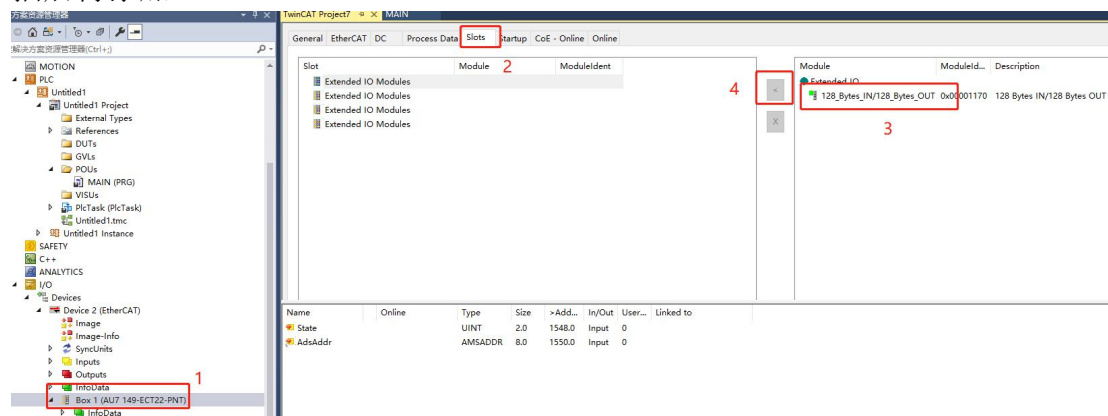 方案资源管理器
解决方案资源管理器(Ctrl+;)
MOTION
PLC
Untitled1
Untitled1 Project
External Types
References
DUTs
GVLs
POUs
MAIN (PRG)
VISUs
PlcTask (PlcTask)
Untitled1.tmc
Untitled1 Instance
SAFETY
C++
ANALYTICS
I/O
Devices
Device 2 (EtherCAT)
Image
Image-Info
SyncUnits
Inputs
Outputs
InfoData
1
Box 1 (AU7 149-ECT22-PNT)
InfoData
TwinCAT Project7 MAIN
General EtherCAT DC Process Data Slots Startup CoE - Online Online
Slot Module 2 ModuleIdent
Extended IO Modules
Extended IO Modules
Extended IO Modules
Extended IO Modules
4
<
X
Module ModuleId... Description
Extended IO
128_Bytes_IN/128_Bytes_OUT 0x00001170 128 Bytes IN/128 Bytes OUT
3
Name Online Type Size >Add... In/Out User... Linked to
State UINT 2.0 1548.0 Input 0
AdsAddr AMSADDR 8.0 1550.0 Input 0